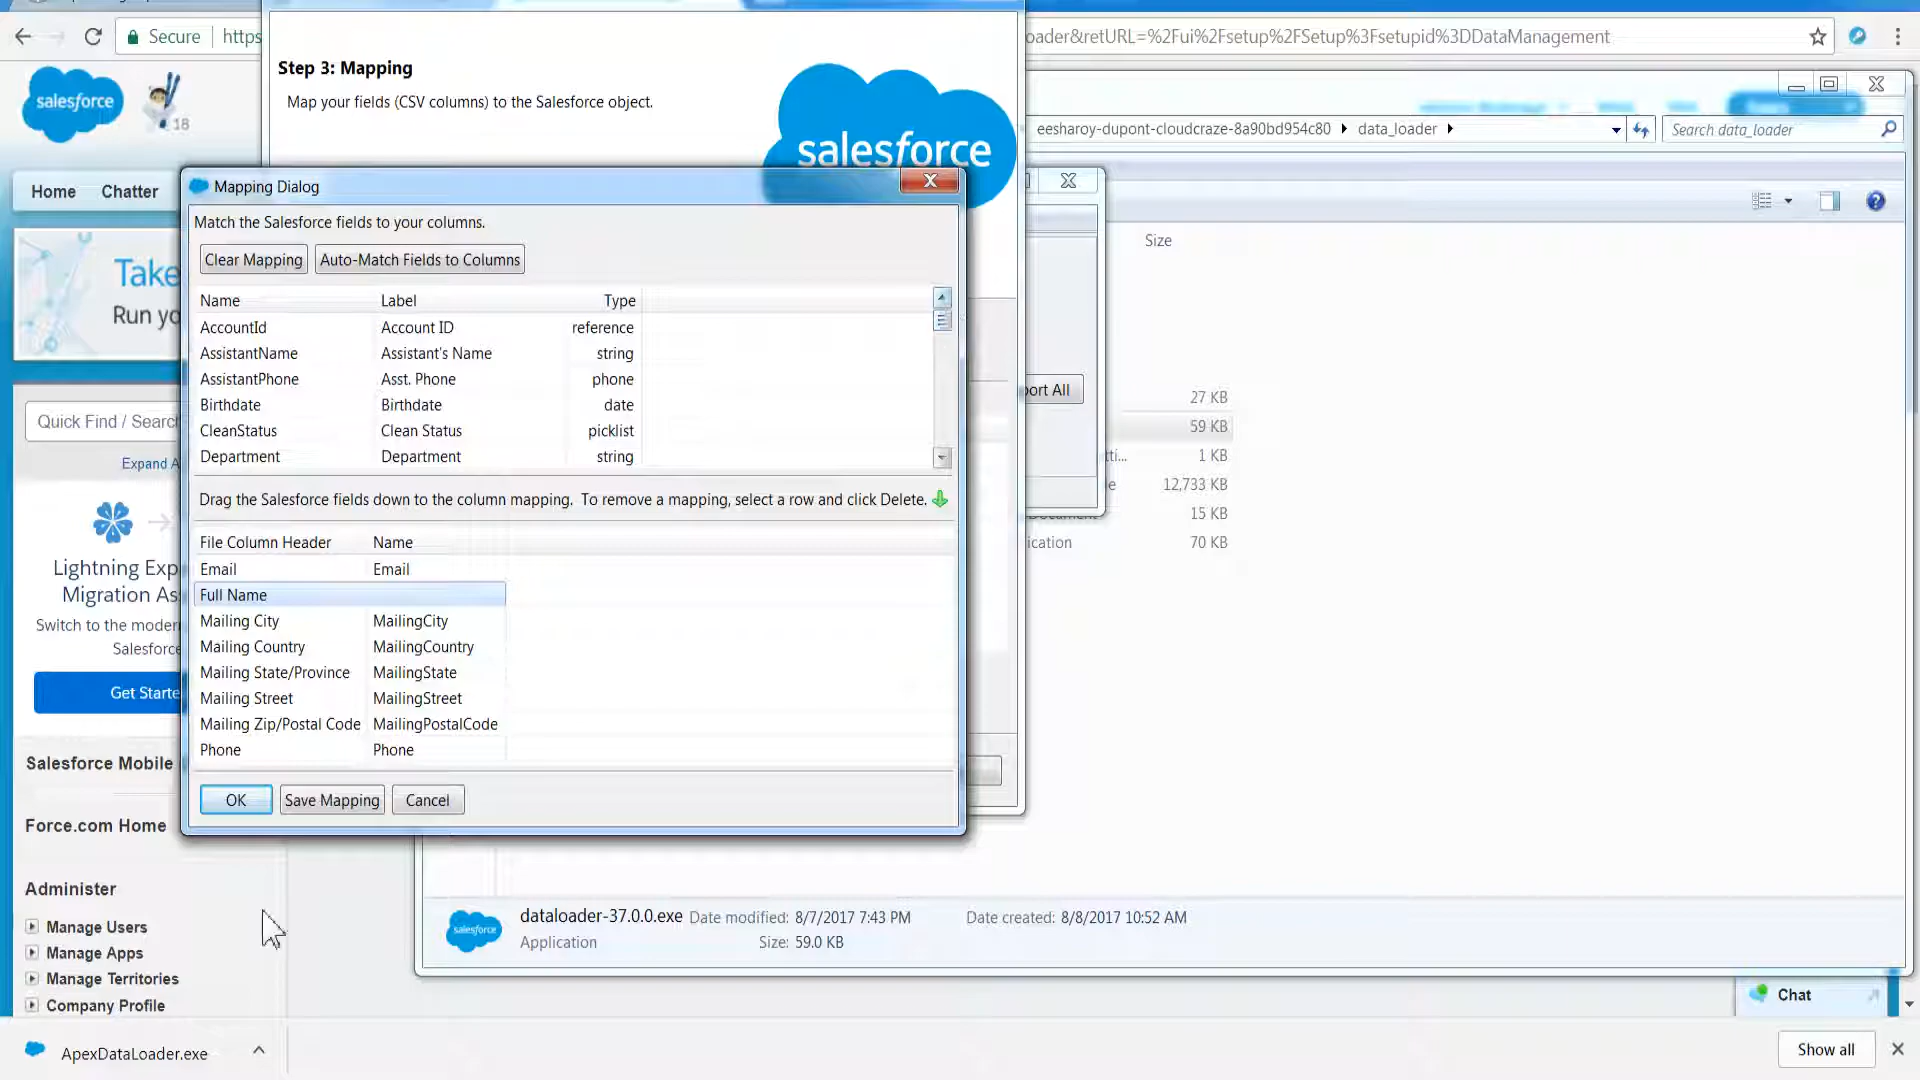 Secure
https
oader&retURL=%2Fui%2Fsetup%2FSetup%3Fsetupid%3DDataManagement
Step 3: Mapping
Map your fields (CSV columns) to the Salesforce object.
salesforce
18
salesforce
eesharoy-dupont-cloudcraze-8a90bd954c80
data_loader
Search data_loader
Home
Chatter
Mapping Dialog
Match the Salesforce fields to your columns.
Clear Mapping
Auto-Match Fields to Columns
Size
Take
Run yo
Name Label Type
AccountId Account ID reference
AssistantName Assistant's Name string
AssistantPhone Asst. Phone phone
Birthdate Birthdate date
CleanStatus Clean Status picklist
Department Department string
port All
27 KB
59 KB
tti... 1 KB
e 12,733 KB
15 KB
ication 70 KB
Quick Find / Search
Expand A
Drag the Salesforce fields down to the column mapping. To remove a mapping, select a row and click Delete.
File Column Header Name
Email Email
Full Name
Mailing City MailingCity
Mailing Country MailingCountry
Mailing State/Province MailingState
Mailing Street MailingStreet
Mailing Zip/Postal Code MailingPostalCode
Phone Phone
Lightning Exp
Migration As
Switch to the moder
Salesforce
Get Starte
OK
Save Mapping
Cancel
Salesforce Mobile
Force.com Home
Administer
Manage Users
Manage Apps
Manage Territories
Company Profile
salesforce
dataloader-37.0.0.exe Date modified: 8/7/2017 7:43 PM Date created: 8/8/2017 10:52 AM
Application Size: 59.0 KB
Chat
ApexDataLoader.exe
Show all